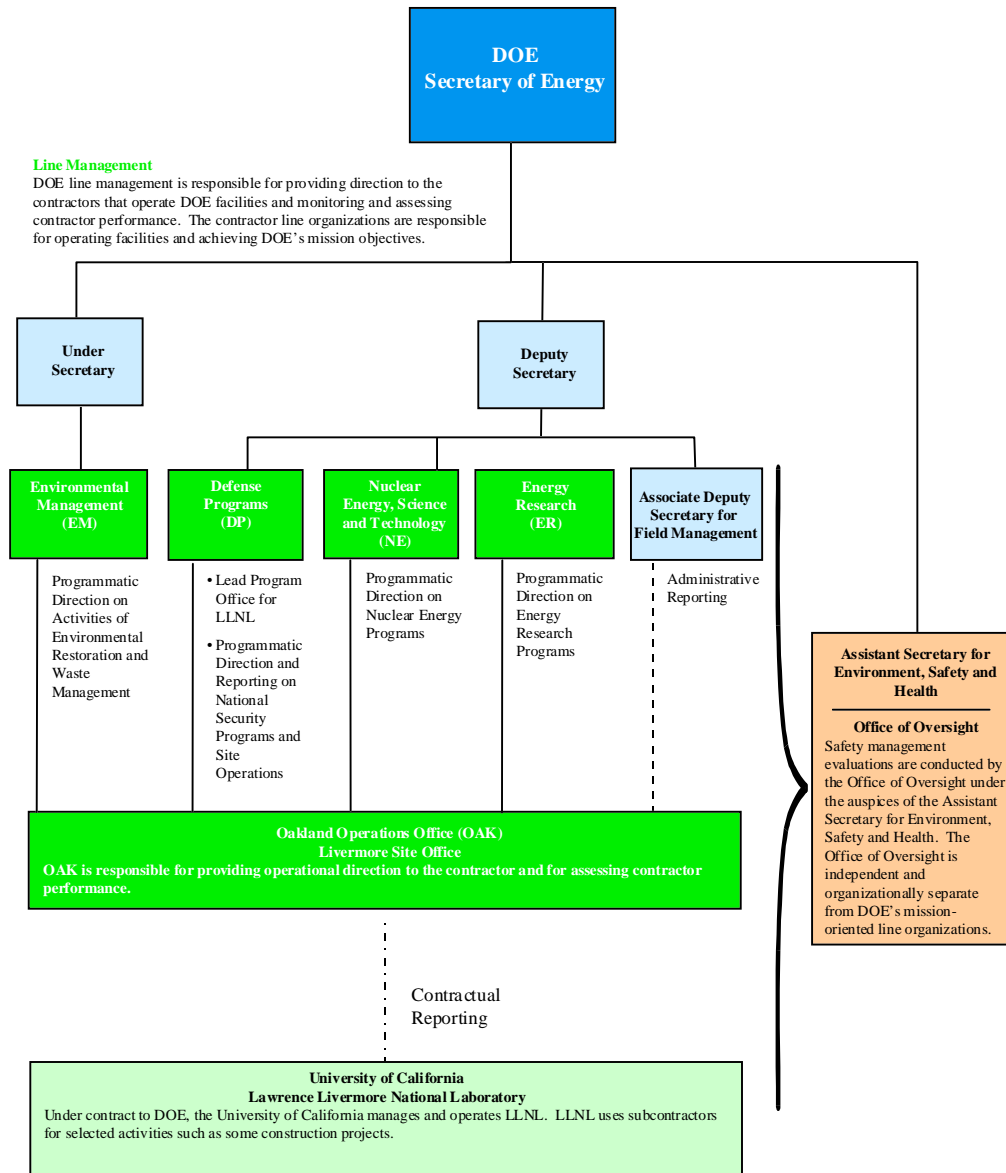 DOE
Secretary of Energy
Line Management
DOE line management is responsible for providing direction to the
contractors that operate DOE facilities and monitoring and assessing
contractor performance. The contractor line organizations are responsible
for operating facilities and achieving DOE's mission objectives.
Under
Secretary
Deputy
Secretary
Environmental
Management
(EM)
Defense
Programs
(DP)
Nuclear
Energy, Science
and Technology
(NE)
Energy
Research
(ER)
Associate Deputy
Secretary for
Field Management
Programmatic
Direction on
Activities of
Environmental
Restoration and
Waste
Management
• Lead Program
Office for
LLNL
• Programmatic
Direction and
Reporting on
National
Security
Programs and
Site
Operations
Programmatic
Direction on
Nuclear Energy
Programs
Programmatic
Direction on
Energy
Research
Programs
Administrative
Reporting
Assistant Secretary for
Environment, Safety and
Health
Office of Oversight
Safety management
evaluations are conducted by
the Office of Oversight under
the auspices of the Assistant
Secretary for Environment,
Safety and Health. The
Office of Oversight is
independent and
organizationally separate
from DOE's mission-
oriented line organizations.
Oakland Operations Office (OAK)
Livermore Site Office
OAK is responsible for providing operational direction to the contractor and for assessing contractor
performance.
Contractual
Reporting
University of California
Lawrence Livermore National Laboratory
Under contract to DOE, the University of California manages and operates LLNL. LLNL uses subcontractors
for selected activities such as some construction projects.